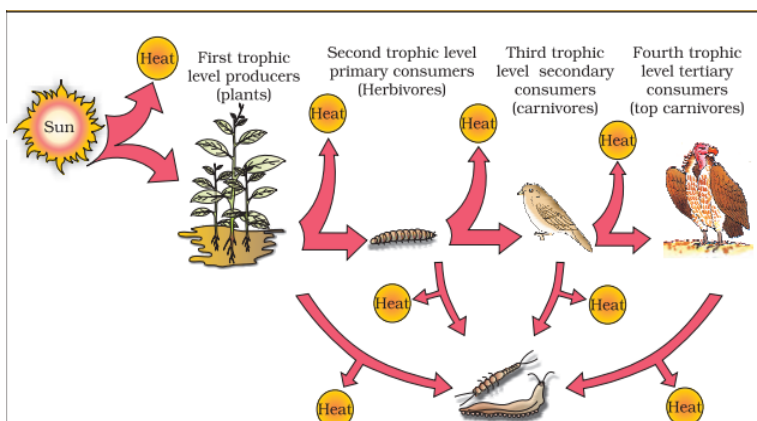 Sun
Heat
First trophic
level producers
(plants)
Second trophic level
primary consumers
(Herbivores)
Third trophic
level secondary
consumers
(carnivores)
Fourth trophic
level tertiary
consumers
(top carnivores)
Heat
Heat
Heat
Heat
Heat
Heat
Heat